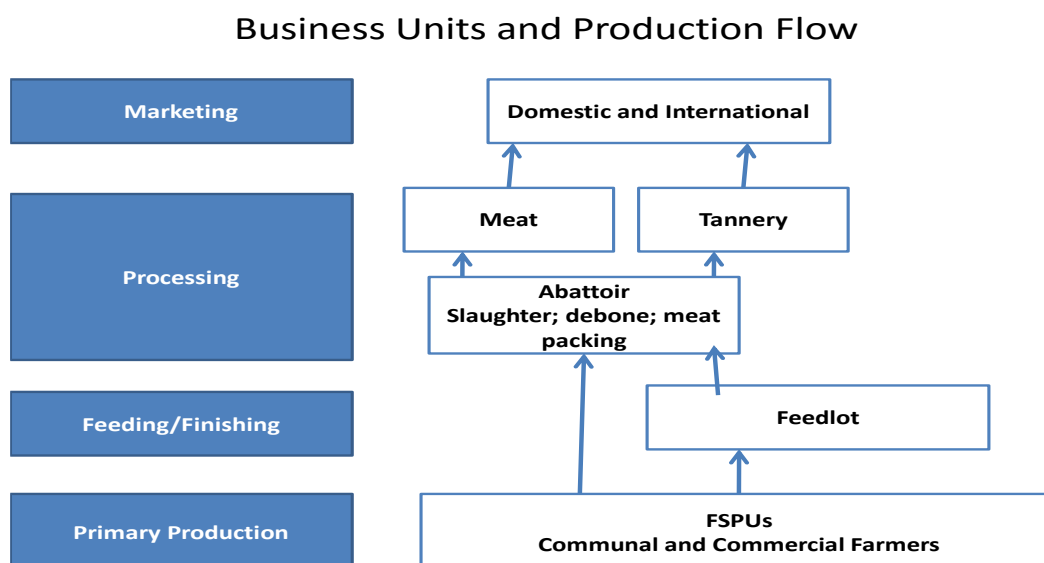 Business Units and Production Flow
Marketing
Domestic and International
Processing
Meat
Tannery
Abattoir
Slaughter; debone; meat
packing
Feeding/Finishing
Feedlot
Primary Production
FSPUs
Communal and Commercial Farmers